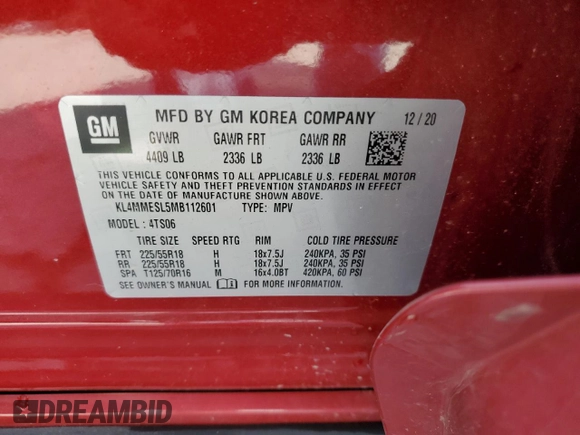 GM
MFD BY GM KOREA COMPANY 12/20
GVWR GAWR FRT GAWR RR
4409 LB 2336 LB 2336 LB
THIS VEHICLE CONFORMS TO ALL APPLICABLE U.S. FEDERAL MOTOR
VEHICLE SAFETY AND THEFT PREVENTION STANDARDS IN EFFECT
ON THE DATE OF MANUFACTURE SHOWN ABOVE.
KL4MMESL5MB112601 TYPE: MPV
MODEL: 4TS06
TIRE SIZE SPEED RTG RIM COLD TIRE PRESSURE
FRT 225/55R18 H 18x7.5J 240KPA, 35 PSI
RR 225/55R18 H 18x7.5J 240KPA, 35 PSI
SPA T125/70R16 M 16x4.0BT 420KPA, 60 PSI
SEE OWNER'S MANUAL FOR MORE INFORMATION.
DREAMBID